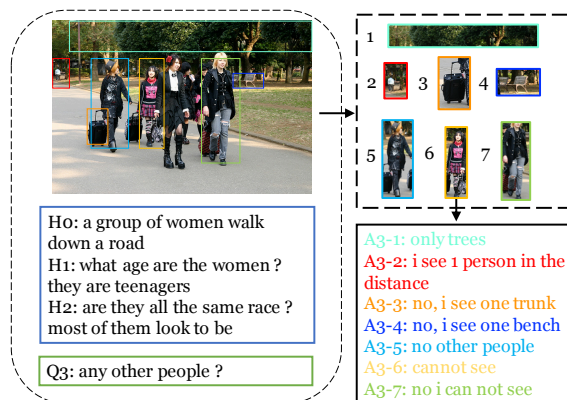 H0: a group of women walk
down a road
H1: what age are the women ?
they are teenagers
H2: are they all the same race ?
most of them look to be
Q3: any other people ?
1
2
3
4
5
6
7
A3-1: only trees
A3-2: i see 1 person in the
distance
A3-3: no, i see one trunk
A3-4: no, i see one bench
A3-5: no other people
A3-6: cannot see
A3-7: no i can not see